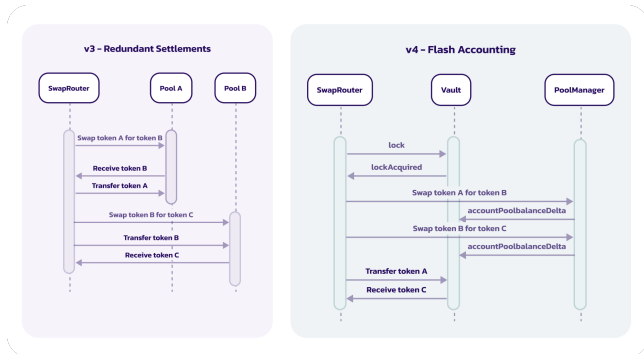 v3 - Redundant Settlements
SwapRouter
Pool A
Pool B
Swap token A for token B
Receive token B
Transfer token A
Swap token B for token C
Transfer token B
Receive token C
v4 - Flash Accounting
SwapRouter
Vault
PoolManager
lock
lockAcquired
Swap token A for token B
accountPoolbalanceDelta
Swap token B for token C
accountPoolbalanceDelta
Transfer token A
Receive token C